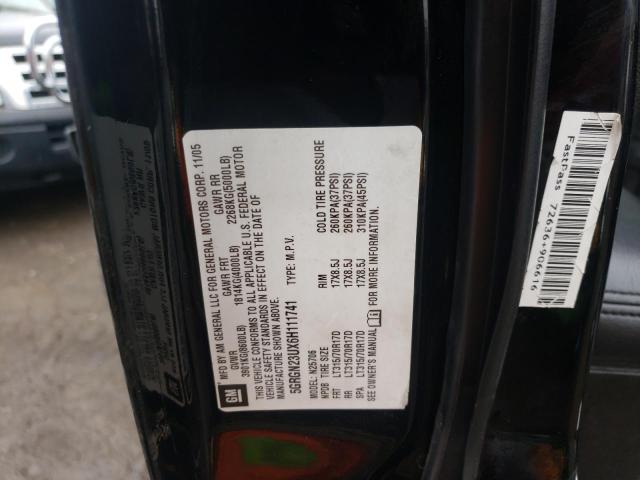 GM
MFD BY AM GENERAL LLC FOR GENERAL MOTORS CORP. 11/05
GVWR GAWR FRT GAWR RR
3901KG(8600LB) 1814KG(4000LB) 2268KG(5000LB)
THIS VEHICLE CONFORMS TO ALL APPLICABLE U.S. FEDERAL MOTOR
VEHICLE SAFETY STANDARDS IN EFFECT ON THE DATE OF
MANUFACTURE SHOWN ABOVE.
5GRGN23UX6H111741 TYPE: M.P.V.
MODEL: N26706
TIRE SIZE RIM COLD TIRE PRESSURE
FRT LT315/70R17D 17X8.5J 260KPA(37PSI)
RR LT315/70R17D 17X8.5J 260KPA(37PSI)
SPA LT315/70R17D 17X8.5J 310KPA(45PSI)
SEE OWNER'S MANUAL FOR MORE INFORMATION.
FastPass 72636+906616